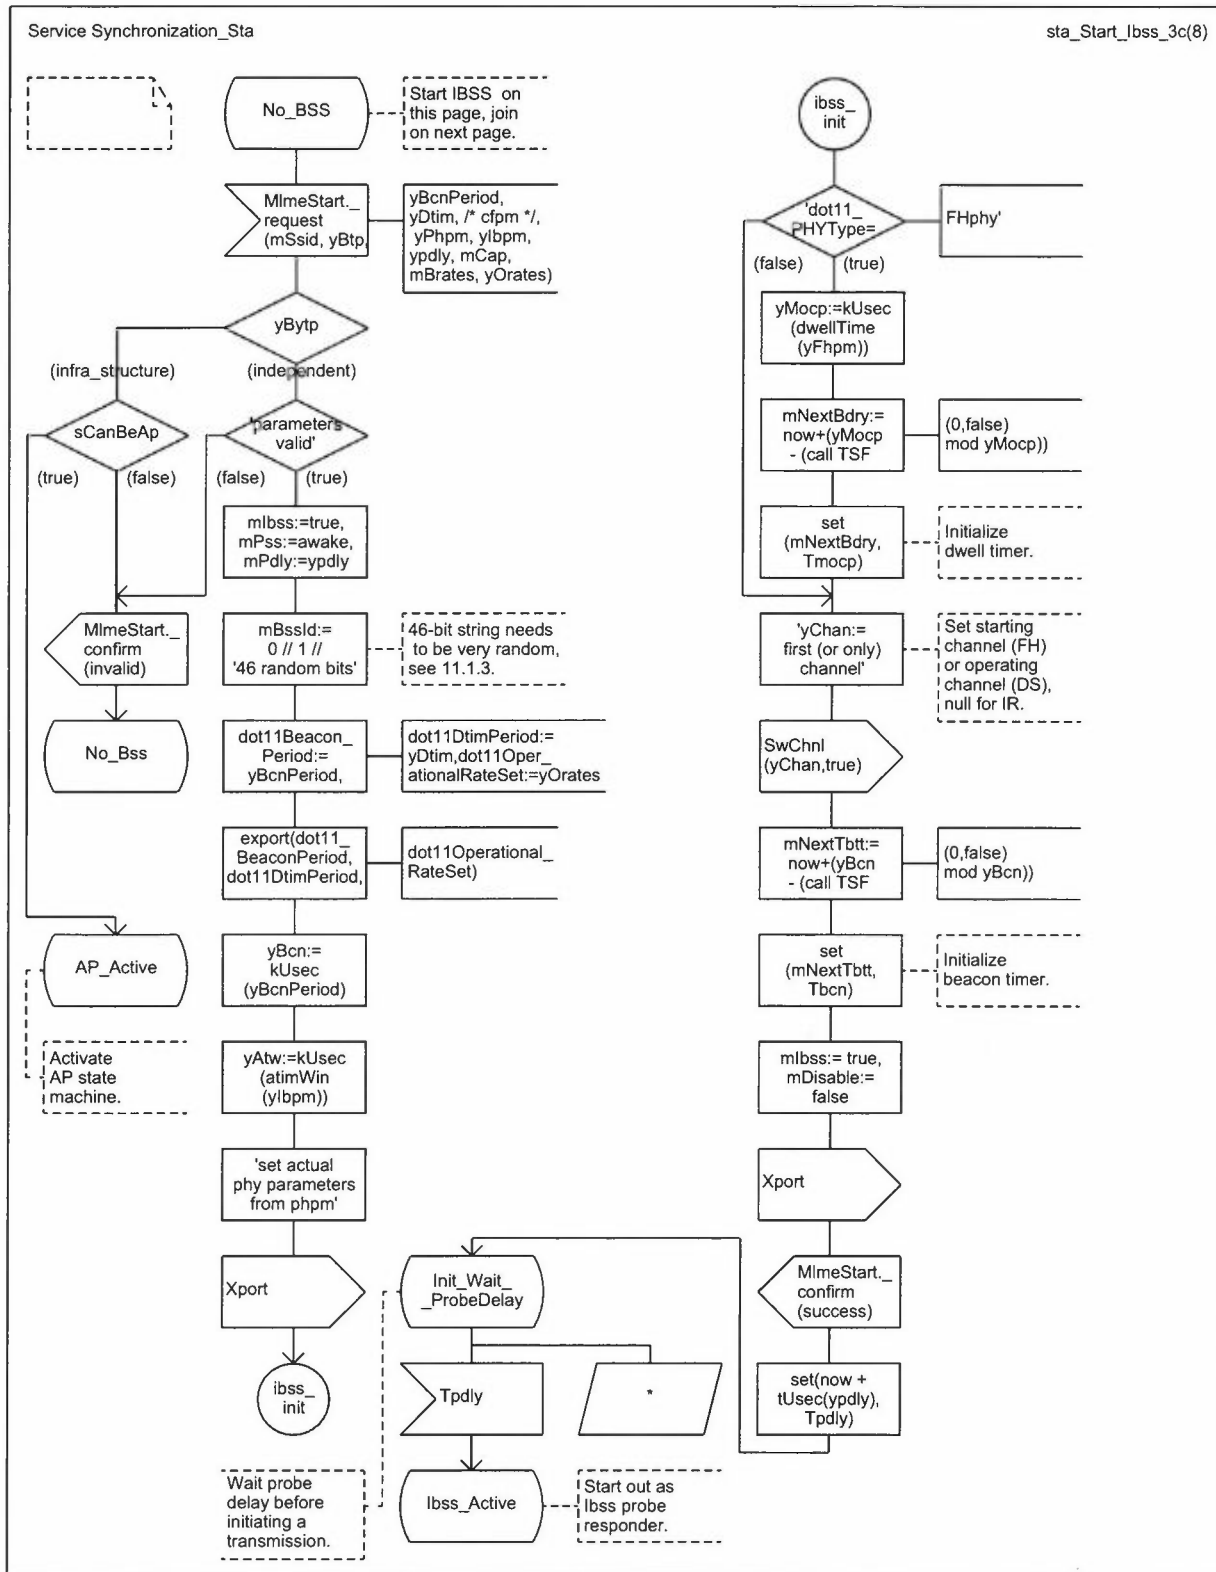 Service Synchronization_Sta
sta_Start_Ibss_3c(8)
No_BSS
Start IBSS on
this page, join
on next page.
MlmeStart._
request
(mSsid, yBtp,
yBcnPeriod,
yDtim, /* cfpm */,
yPhpm, yIbpm,
ypdly, mCap,
mBrates, yOrates)
yBytp
(infra_structure)
(independent)
sCanBeAp
'parameters
valid'
(true)
(false)
(false)
(true)
mIbss:=true,
mPss:=awake,
mPdly:=ypdly
MlmeStart._
confirm
(invalid)
mBssId:=
0 // 1 //
'46 random bits'
46-bit string needs
to be very random,
see 11.1.3.
No_Bss
dot11Beacon_
Period:=
yBcnPeriod,
dot11DtimPeriod:=
yDtim,dot11Oper_
ationalRateSet:=yOrates
export(dot11_
BeaconPeriod,
dot11DtimPeriod,
dot11Operational_
RateSet)
AP_Active
yBcn:=
kUsec
(yBcnPeriod)
Activate
AP state
machine.
yAtw:=kUsec
(atimWin
(yIbpm))
'set actual
phy parameters
from phpm'
Xport
ibss_
init
Init_Wait_
_ProbeDelay
Tpdly
*
Wait probe
delay before
initiating a
transmission.
Ibss_Active
Start out as
Ibss probe
responder.
ibss_
init
'dot11_
PHYType=
FHphy'
(false)
(true)
yMocp:=kUsec
(dwellTime
(yFhpm))
mNextBdry:=
now+(yMocp
- (call TSF
(0,false)
mod yMocp))
set
(mNextBdry,
Tmocp)
Initialize
dwell timer.
'yChan:=
first (or only)
channel'
Set starting
channel (FH)
or operating
channel (DS),
null for IR.
SwChnl
(yChan,true)
mNextTbtt:=
now+(yBcn
- (call TSF
(0,false)
mod yBcn))
set
(mNextTbtt,
Tbcn)
Initialize
beacon timer.
mIbss:= true,
mDisable:=
false
Xport
MlmeStart._
confirm
(success)
set(now +
tUsec(ypdly),
Tpdly)